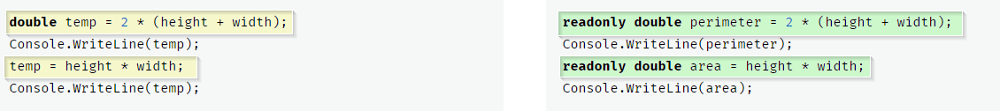 double temp = 2 * (height + width);
Console.WriteLine(temp);
temp = height * width;
Console.WriteLine(temp);
readonly double perimeter = 2 * (height + width);
Console.WriteLine(perimeter);
readonly double area = height * width;
Console.WriteLine(area);